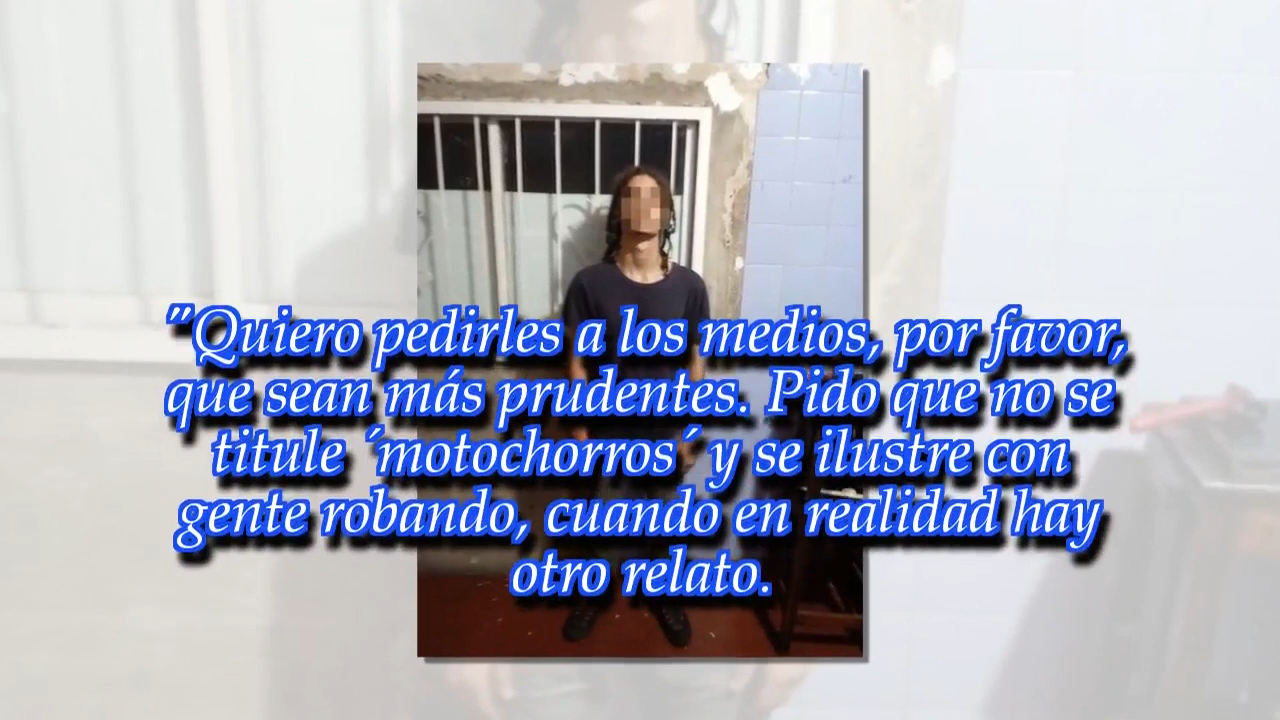 "Quiero pedirles a los medios, por favor,
que sean más prudentes. Pido que no se
titule ´motochorros´ y se ilustre con
gente robando, cuando en realidad hay
otro relato.